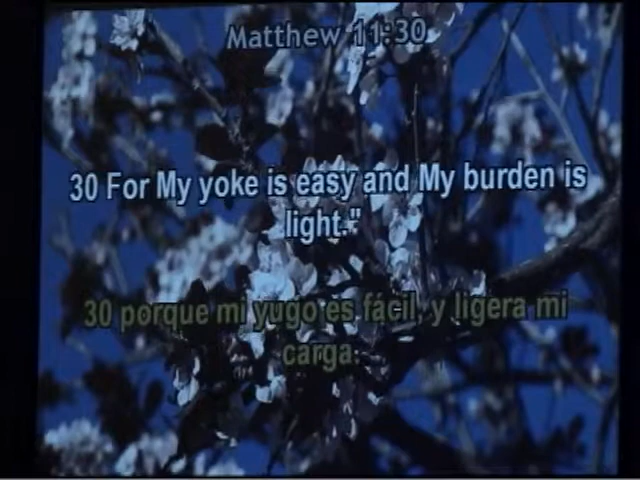 Matthew 11:30
30 For My yoke is easy and My burden is
light."
30 porque mi yugo es fácil, y ligera mi
carga.